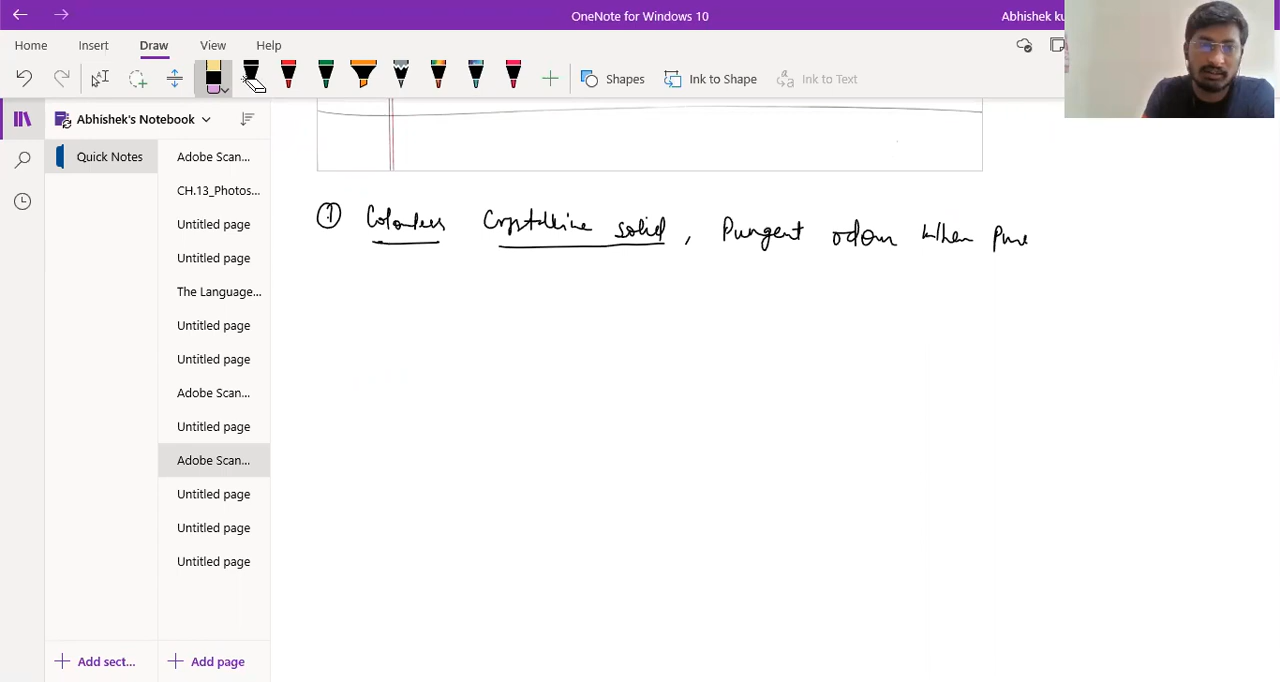 OneNote for Windows 10
Abhishek ku
Home Insert Draw View Help
Shapes Ink to Shape Ink to Text
Abhishek's Notebook
Quick Notes
Adobe Scan...
CH.13_Photos...
Untitled page
Untitled page
The Language...
Untitled page
Untitled page
Adobe Scan...
Untitled page
Adobe Scan...
Untitled page
Untitled page
Untitled page
Add sect...
Add page
① Colourless Crystalline solid, Pungent odour when pure